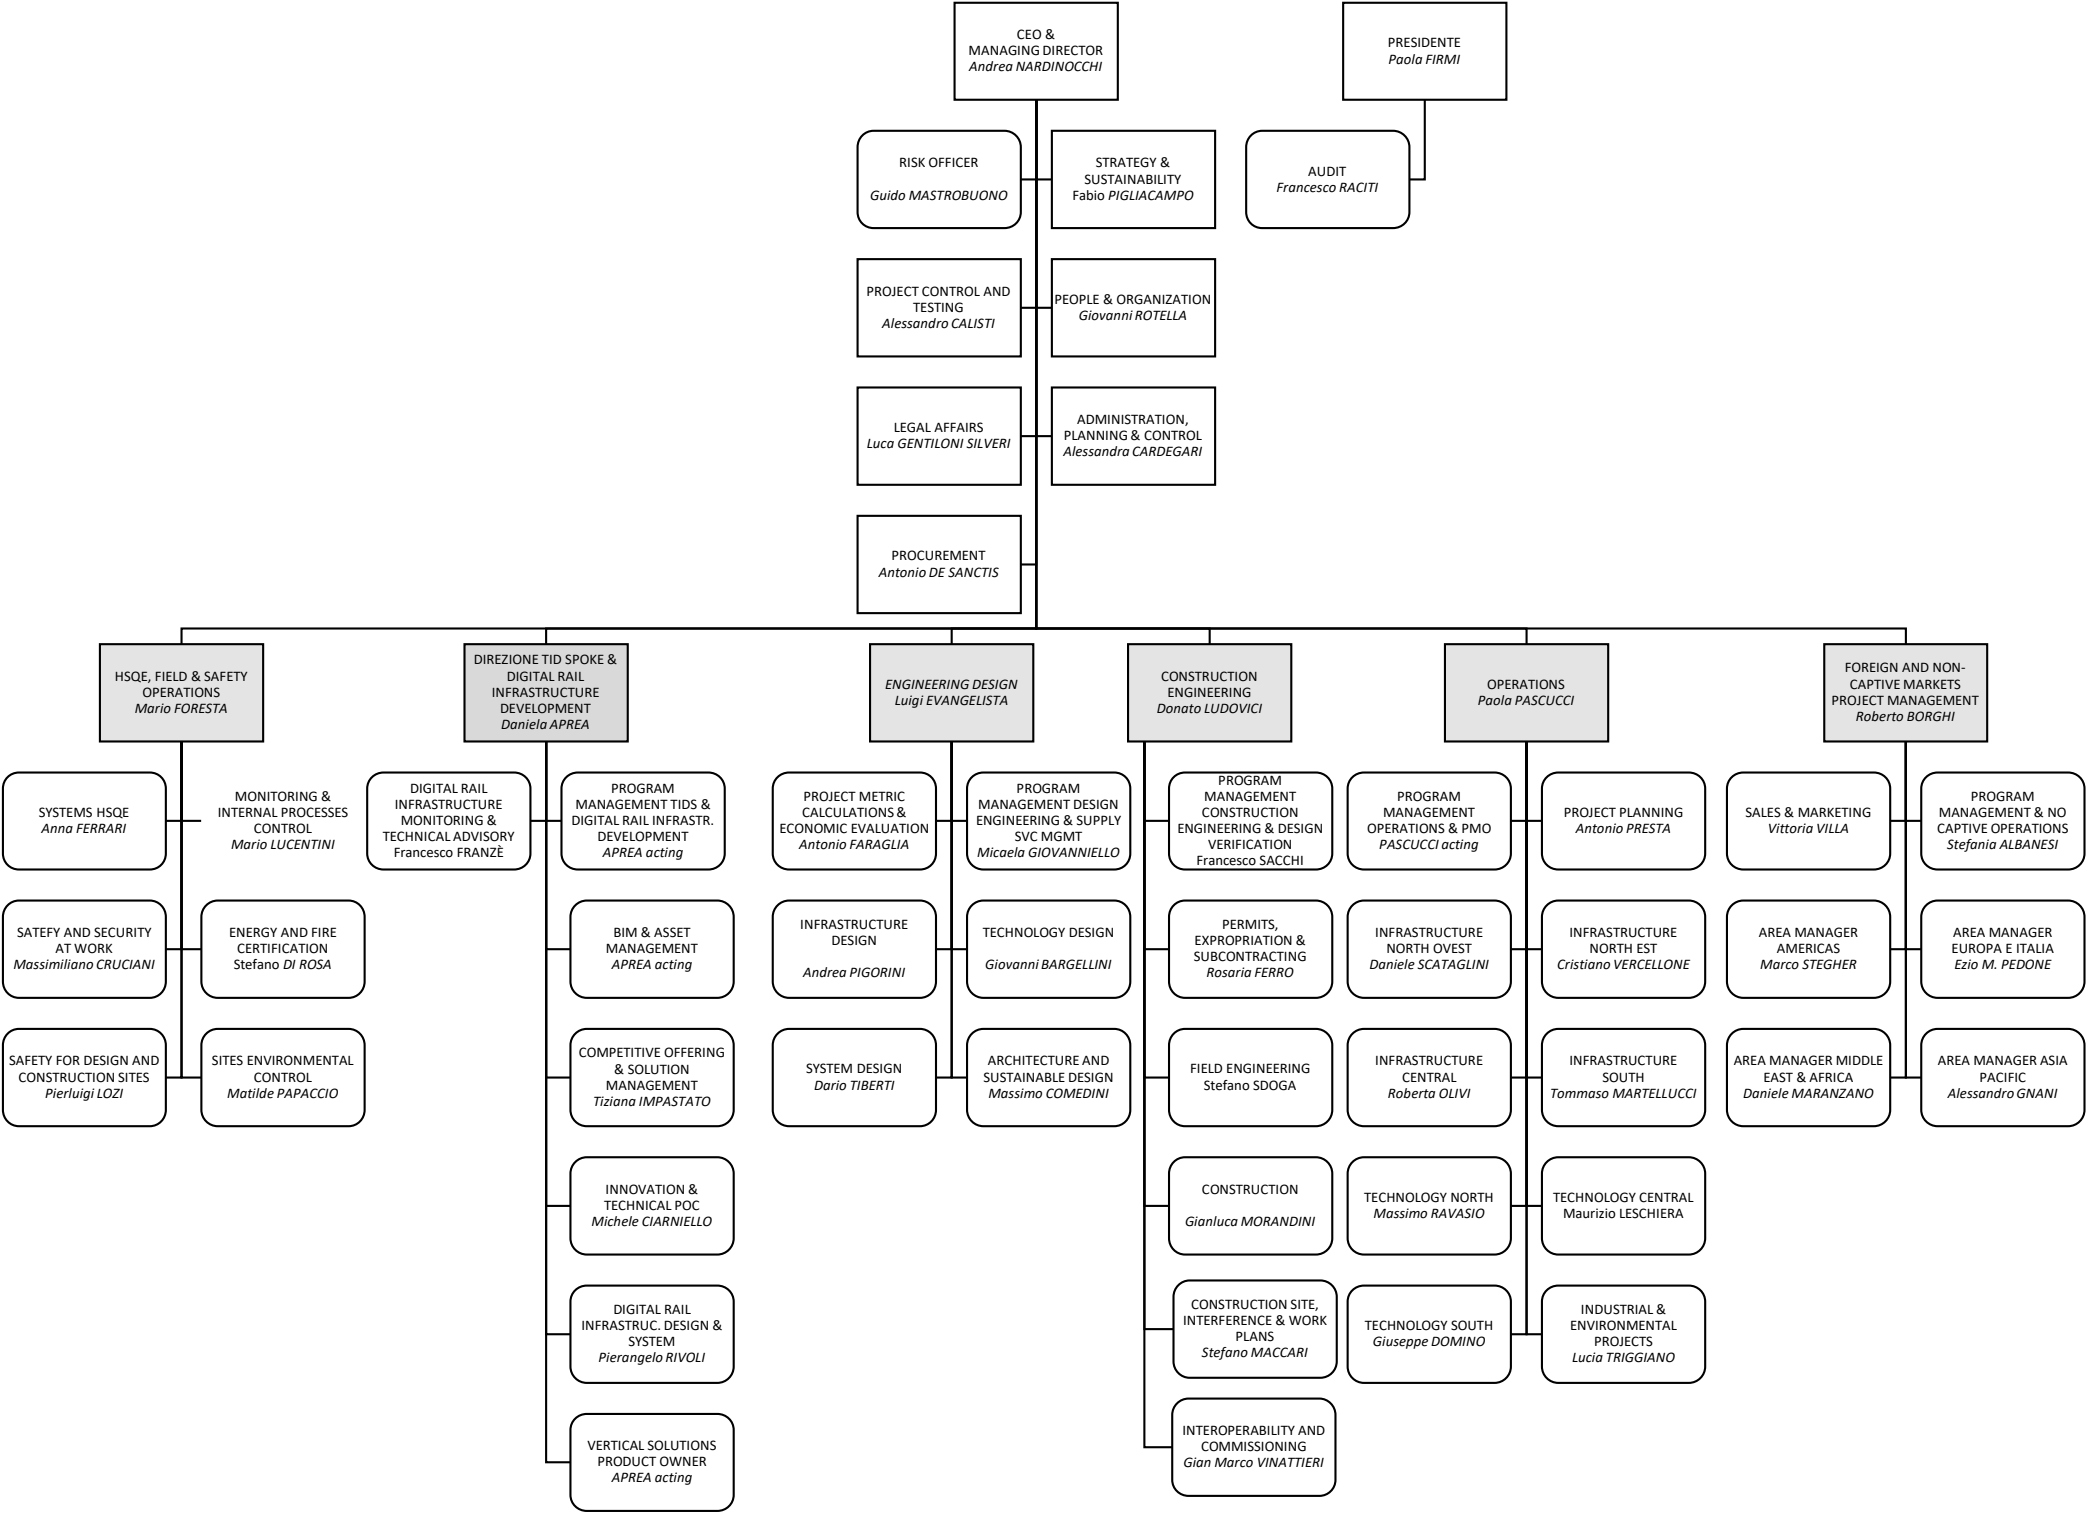 CEO &
MANAGING DIRECTOR
Andrea NARDINOCCHI
PRESIDENTE
Paola FIRMI
RISK OFFICER
Guido MASTROBUONO
STRATEGY &
SUSTAINABILITY
Fabio PIGLIACAMPO
AUDIT
Francesco RACITI
PROJECT CONTROL AND
TESTING
Alessandro CALISTI
PEOPLE & ORGANIZATION
Giovanni ROTELLA
LEGAL AFFAIRS
Luca GENTILONI SILVERI
ADMINISTRATION,
PLANNING & CONTROL
Alessandra CARDEGARI
PROCUREMENT
Antonio DE SANCTIS
HSQE, FIELD & SAFETY
OPERATIONS
Mario FORESTA
DIREZIONE TID SPOKE &
DIGITAL RAIL
INFRASTRUCTURE
DEVELOPMENT
Daniela APREA
ENGINEERING DESIGN
Luigi EVANGELISTA
CONSTRUCTION
ENGINEERING
Donato LUDOVICI
OPERATIONS
Paola PASCUCCI
FOREIGN AND NON-
CAPTIVE MARKETS
PROJECT MANAGEMENT
Roberto BORGHI
SYSTEMS HSQE
Anna FERRARI
MONITORING &
INTERNAL PROCESSES
CONTROL
Mario LUCENTINI
DIGITAL RAIL
INFRASTRUCTURE
MONITORING &
TECHNICAL ADVISORY
Francesco FRANZÈ
PROGRAM
MANAGEMENT TIDS &
DIGITAL RAIL INFRASTR.
DEVELOPMENT
APREA acting
PROJECT METRIC
CALCULATIONS &
ECONOMIC EVALUATION
Antonio FARAGLIA
PROGRAM
MANAGEMENT DESIGN
ENGINEERING & SUPPLY
SVC MGMT
Micaela GIOVANNIELLO
PROGRAM
MANAGEMENT
CONSTRUCTION
ENGINEERING & DESIGN
VERIFICATION
Francesco SACCHI
PROGRAM
MANAGEMENT
OPERATIONS & PMO
PASCUCCI acting
PROJECT PLANNING
Antonio PRESTA
SALES & MARKETING
Vittoria VILLA
PROGRAM
MANAGEMENT & NO
CAPTIVE OPERATIONS
Stefania ALBANESI
SATEFY AND SECURITY
AT WORK
Massimiliano CRUCIANI
ENERGY AND FIRE
CERTIFICATION
Stefano DI ROSA
BIM & ASSET
MANAGEMENT
APREA acting
INFRASTRUCTURE
DESIGN
Andrea PIGORINI
TECHNOLOGY DESIGN
Giovanni BARGELLINI
PERMITS,
EXPROPRIATION &
SUBCONTRACTING
Rosaria FERRO
INFRASTRUCTURE
NORTH OVEST
Daniele SCATAGLINI
INFRASTRUCTURE
NORTH EST
Cristiano VERCELLONE
AREA MANAGER
AMERICAS
Marco STEGHER
AREA MANAGER
EUROPA E ITALIA
Ezio M. PEDONE
SAFETY FOR DESIGN AND
CONSTRUCTION SITES
Pierluigi LOZI
SITES ENVIRONMENTAL
CONTROL
Matilde PAPACCIO
COMPETITIVE OFFERING
& SOLUTION
MANAGEMENT
Tiziana IMPASTATO
SYSTEM DESIGN
Dario TIBERTI
ARCHITECTURE AND
SUSTAINABLE DESIGN
Massimo COMEDINI
FIELD ENGINEERING
Stefano SDOGA
INFRASTRUCTURE
CENTRAL
Roberta OLIVI
INFRASTRUCTURE
SOUTH
Tommaso MARTELLUCCI
AREA MANAGER MIDDLE
EAST & AFRICA
Daniele MARANZANO
AREA MANAGER ASIA
PACIFIC
Alessandro GNANI
INNOVATION &
TECHNICAL POC
Michele CIARNIELLO
CONSTRUCTION
Gianluca MORANDINI
TECHNOLOGY NORTH
Massimo RAVASIO
TECHNOLOGY CENTRAL
Maurizio LESCHIERA
DIGITAL RAIL
INFRASTRUC. DESIGN &
SYSTEM
Pierangelo RIVOLI
CONSTRUCTION SITE,
INTERFERENCE & WORK
PLANS
Stefano MACCARI
TECHNOLOGY SOUTH
Giuseppe DOMINO
INDUSTRIAL &
ENVIRONMENTAL
PROJECTS
Lucia TRIGGIANO
VERTICAL SOLUTIONS
PRODUCT OWNER
APREA acting
INTEROPERABILITY AND
COMMISSIONING
Gian Marco VINATTIERI